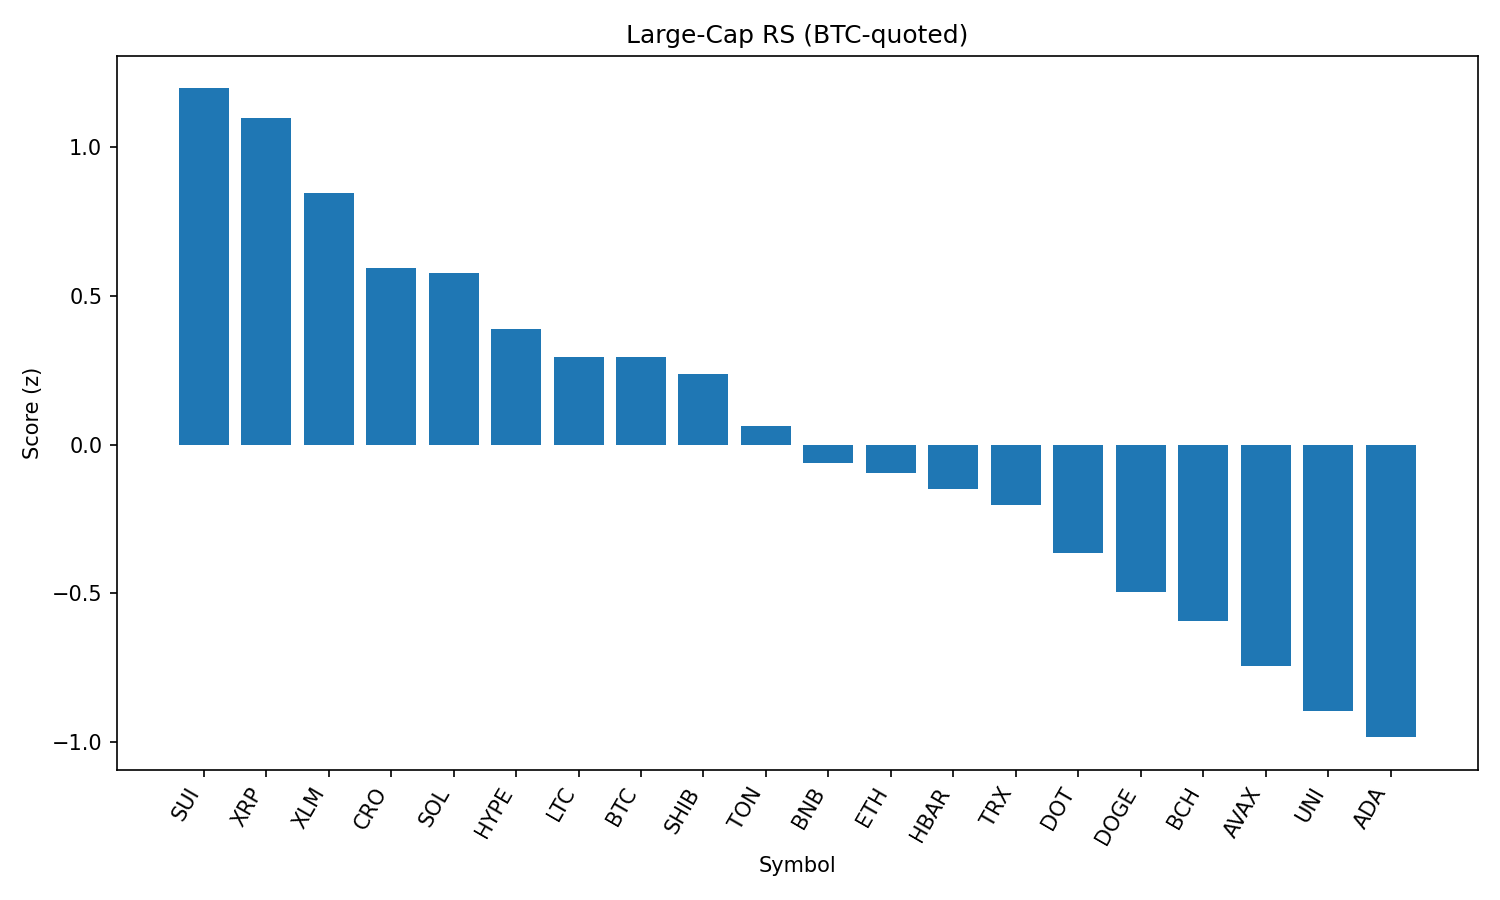 Large-Cap RS (BTC-quoted)
Score (z)
1.0
0.5
0.0
−0.5
−1.0
SUI
XRP
XLM
CRO
SOL
HYPE
LTC
BTC
SHIB
TON
BNB
ETH
HBAR
TRX
DOT
DOGE
BCH
AVAX
UNI
ADA
Symbol